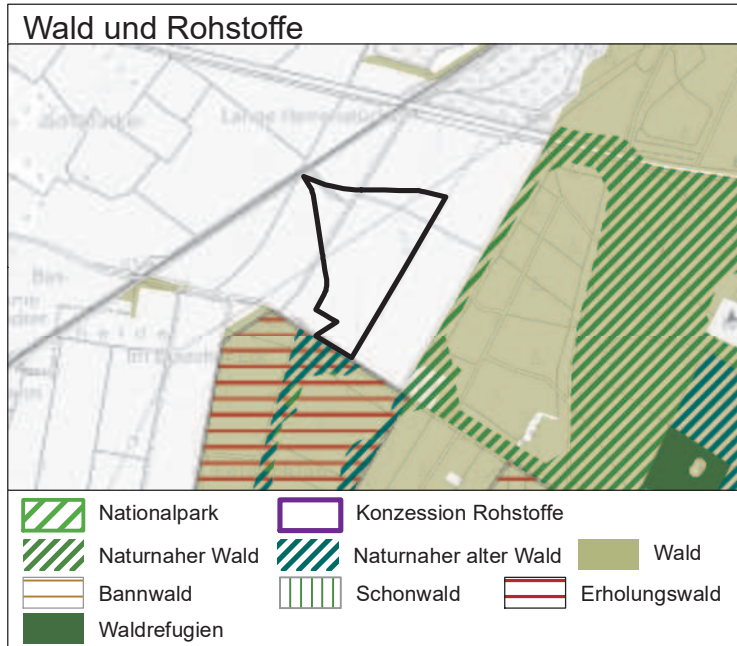 Wald und Rohstoffe
Nationalpark
Konzession Rohstoffe
Naturnaher Wald
Naturnaher alter Wald
Wald
Bannwald
Schonwald
Erholungswald
Waldrefugien